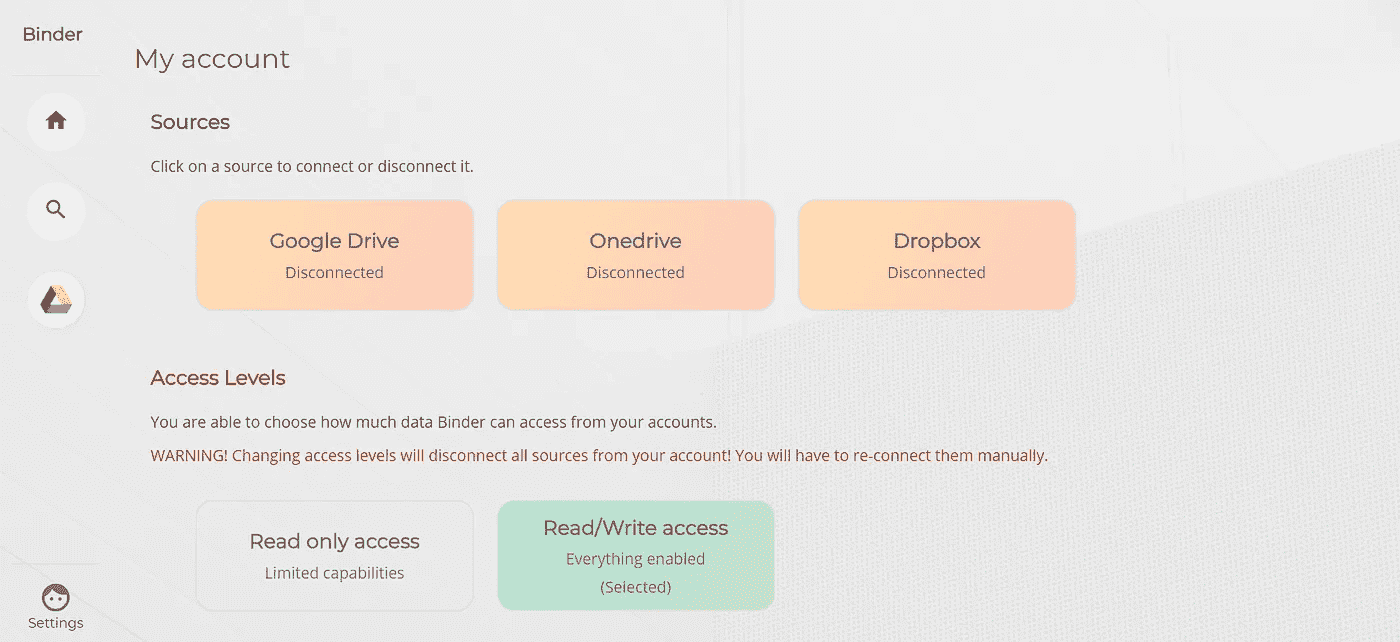 Binder
My account
Sources
Click on a source to connect or disconnect it.
Google Drive
Disconnected
Onedrive
Disconnected
Dropbox
Disconnected
Access Levels
You are able to choose how much data Binder can access from your accounts.
WARNING! Changing access levels will disconnect all sources from your account! You will have to re-connect them manually.
Read only access
Limited capabilities
Read/Write access
Everything enabled
(Selected)
Settings